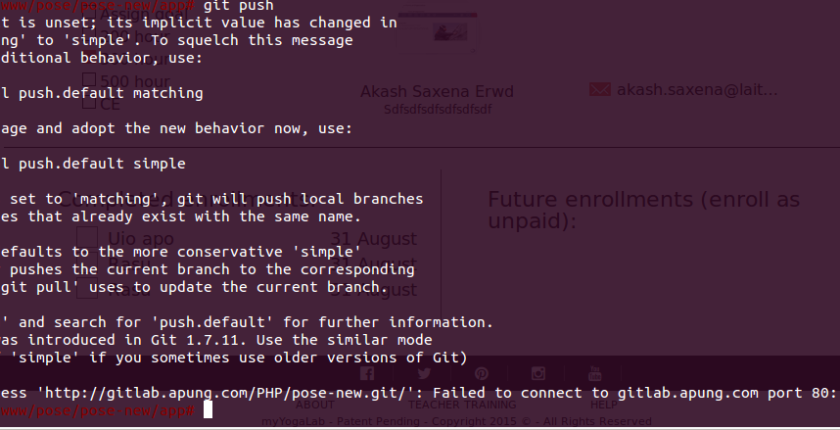 www/pose/pose-new/app# git push
t is unset; its implicit value has changed in
ng' to 'simple'. To squelch this message
ditional behavior, use:
l push.default matching
age and adopt the new behavior now, use:
l push.default simple
set to 'matching', git will push local branches
es that already exist with the same name.
efaults to the more conservative 'simple'
pushes the current branch to the corresponding
git pull' uses to update the current branch.
' and search for 'push.default' for further information.
as introduced in Git 1.7.11. Use the similar mode
'simple' if you sometimes use older versions of Git)
ess 'http://gitlab.apung.com/PHP/pose-new.git/': Failed to connect to gitlab.apung.com port 80:
www/pose/pose-new/app#
Assign goal
hour
500 hour
CE
Akash Saxena Erwd
Sdfsdfsdfsdfsdfsdf
akash.saxena@lait...
Completed enrollments:
Uio apo 31 August
Rasu 31 August
Rasu 31 August
Future enrollments (enroll as
unpaid):
ABOUT TEACHER TRAINING HELP
myYogaLab - Patent Pending - Copyright 2015 © - All Rights Reserved